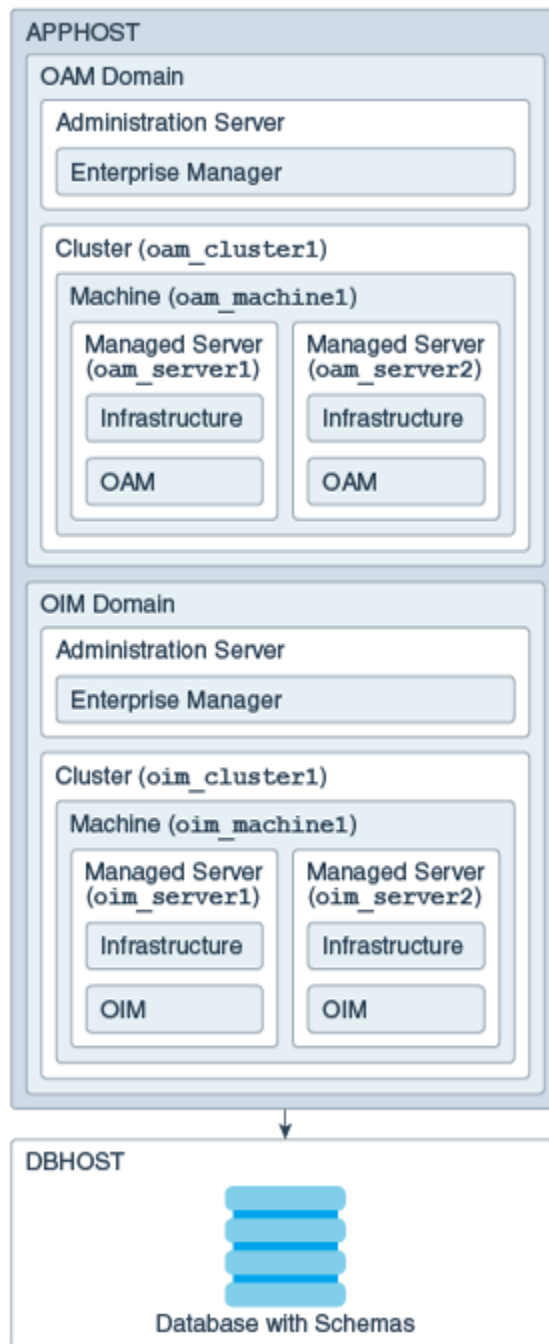 APPHOST
OAM Domain
Administration Server
Enterprise Manager
Cluster (oam_cluster1)
Machine (oam_machine1)
Managed Server
(oam_server1)
Infrastructure
OAM
Managed Server
(oam_server2)
Infrastructure
OAM
OIM Domain
Administration Server
Enterprise Manager
Cluster (oim_cluster1)
Machine (oim_machine1)
Managed Server
(oim_server1)
Infrastructure
OIM
Managed Server
(oim_server2)
Infrastructure
OIM
DBHOST
Database with Schemas